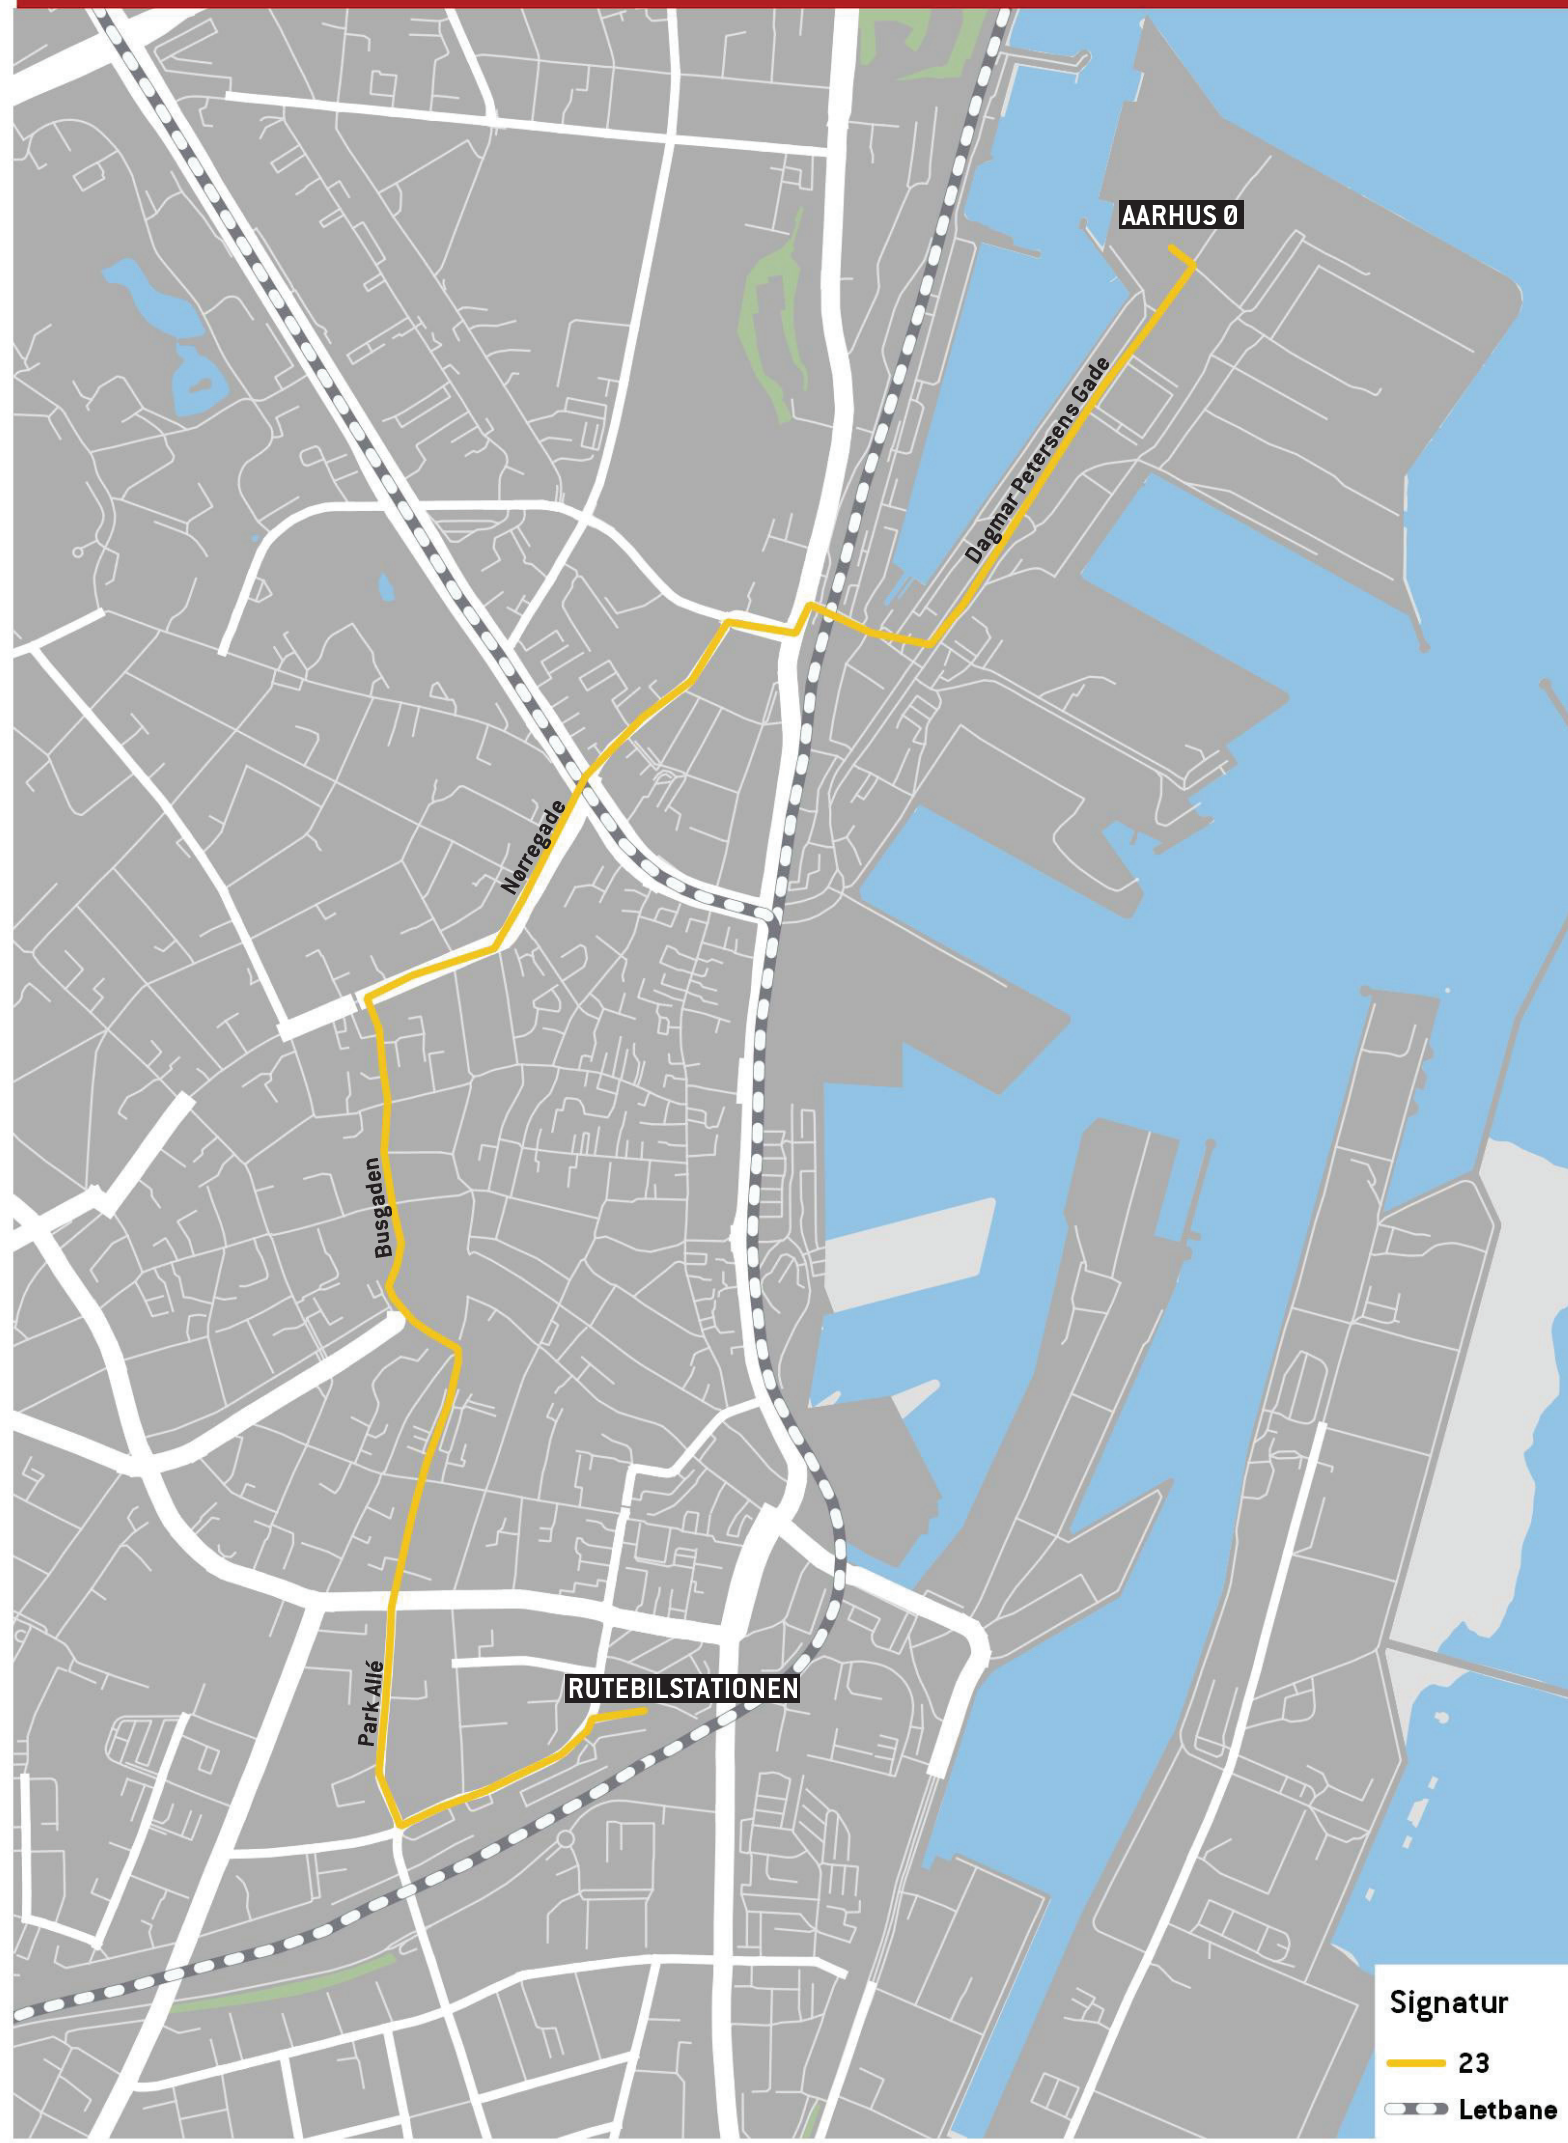 AARHUS Ø
Dagmar Petersens Gade
Nørregade
Busgaden
RUTEBILSTATIONEN
Park Allé
Signatur
23
Letbane